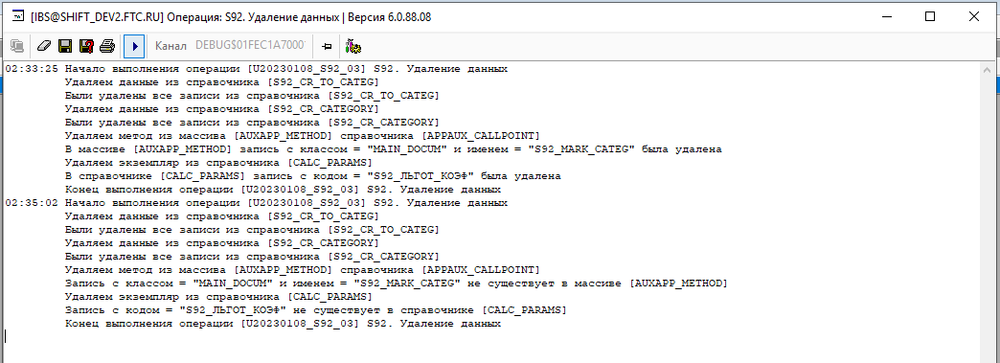 [IBS@SHIFT_DEV2.FTC.RU] Операция: S92. Удаление данных | Версия 6.0.88.08
Канал DEBUG$01FEC1A7000
02:33:25 Начало выполнения операции [U20230108_S92_03] S92. Удаление данных
Удаляем данные из справочника [S92_CR_TO_CATEG]
Были удалены все записи из справочника [S92_CR_TO_CATEG]
Удаляем данные из справочника [S92_CR_CATEGORY]
Были удалены все записи из справочника [S92_CR_CATEGORY]
Удаляем метод из массива [AUXAPP_METHOD] справочника [APPAUX_CALLPOINT]
В массиве [AUXAPP_METHOD] запись с классом = "MAIN_DOCUM" и именем = "S92_MARK_CATEG" была удалена
Удаляем экземпляр из справочника [CALC_PARAMS]
В справочнике [CALC_PARAMS] запись с кодом = "S92_ЛЬГОТ_КОЭФ" была удалена
Конец выполнения операции [U20230108_S92_03] S92. Удаление данных
02:35:02 Начало выполнения операции [U20230108_S92_03] S92. Удаление данных
Удаляем данные из справочника [S92_CR_TO_CATEG]
Были удалены все записи из справочника [S92_CR_TO_CATEG]
Удаляем данные из справочника [S92_CR_CATEGORY]
Были удалены все записи из справочника [S92_CR_CATEGORY]
Удаляем метод из массива [AUXAPP_METHOD] справочника [APPAUX_CALLPOINT]
Запись с классом = "MAIN_DOCUM" и именем = "S92_MARK_CATEG" не существует в массиве [AUXAPP_METHOD]
Удаляем экземпляр из справочника [CALC_PARAMS]
Запись с кодом = "S92_ЛЬГОТ_КОЭФ" не существует в справочнике [CALC_PARAMS]
Конец выполнения операции [U20230108_S92_03] S92. Удаление данных